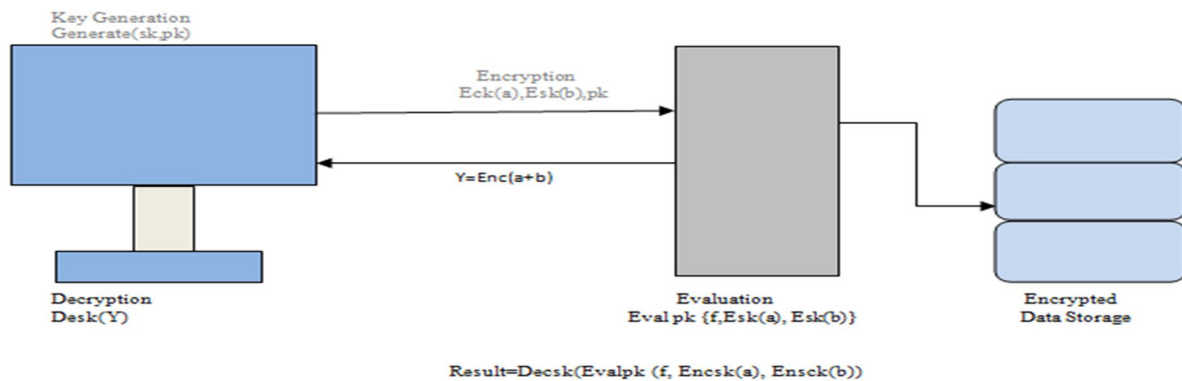 Key Generation
Generate(sk,pk)
Encryption
Eck(a),Esk(b),pk
Y=Enc(a+b)
Decryption
Desk(Y)
Evaluation
Eval pk {f,Esk(a), Esk(b)}
Encrypted
Data Storage
Result=Decsk(Evalpk (f, Encsk(a), Ensck(b))